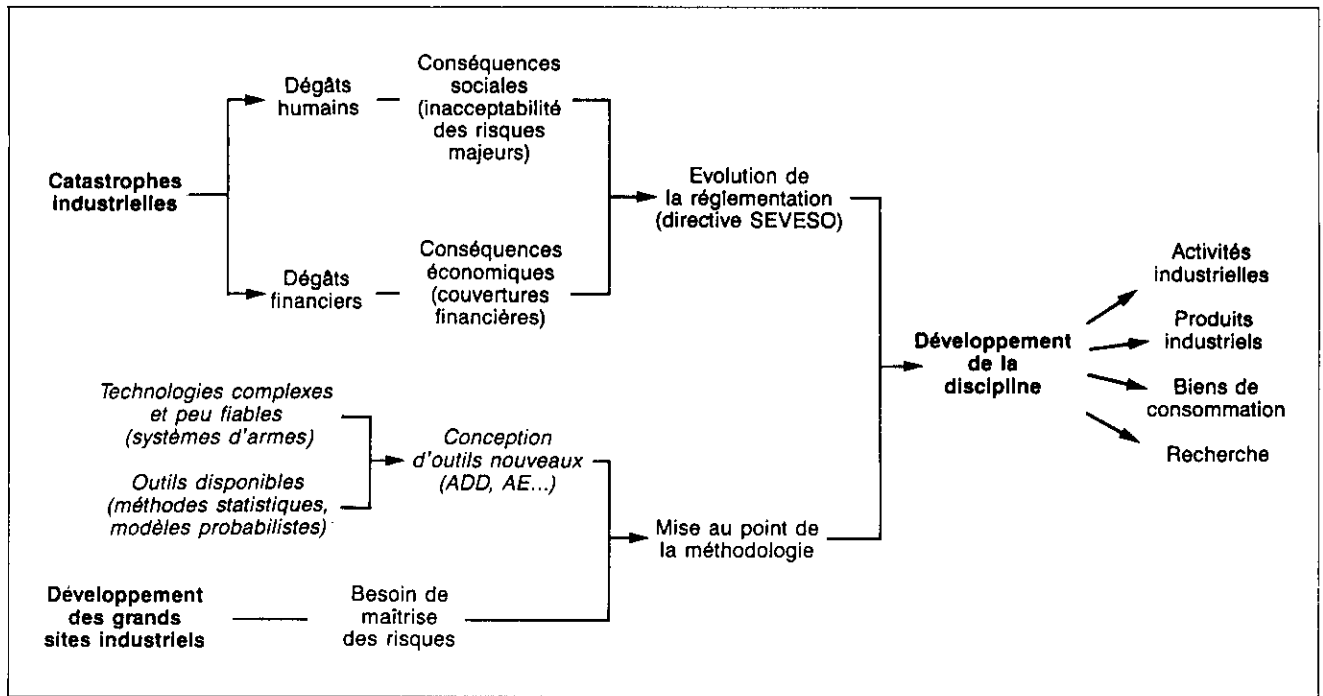 Catastrophes
industrielles
Dégâts
humains
Conséquences
sociales
(inacceptabilité
des risques
majeurs)
Dégâts
financiers
Conséquences
économiques
(couvertures
financières)
Evolution de
la réglementation
(directive SEVESO)
Technologies complexes
et peu fiables
(systèmes d'armes)
Outils disponibles
(méthodes statistiques,
modèles probabilistes)
Conception
d'outils nouveaux
(ADD, AE...)
Développement
des grands
sites industriels
Besoin de
maîtrise
des risques
Mise au point de
la méthodologie
Développement
de la
discipline
Activités
industrielles
Produits
industriels
Biens de
consommation
Recherche